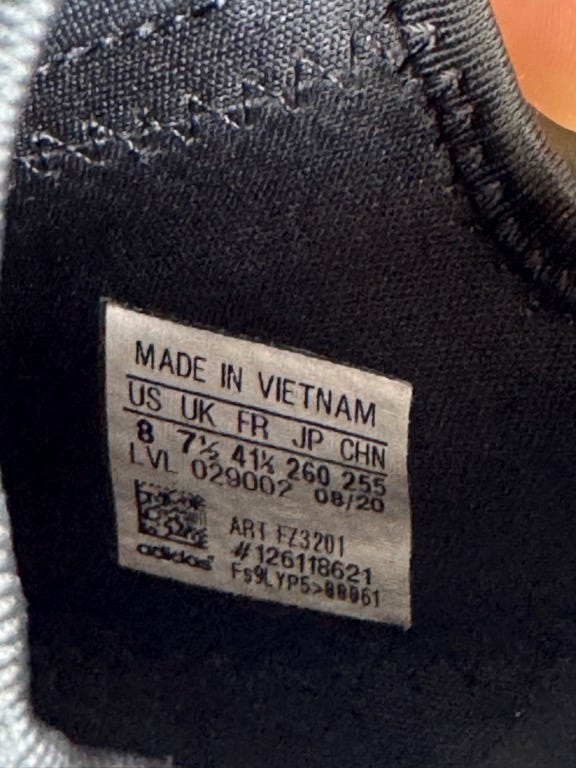 MADE IN VIETNAM
US UK FR JP CHN
8 7½ 41⅓ 260 255
LVL 029002 08/20
ART FZ3201
#126118621
adidas